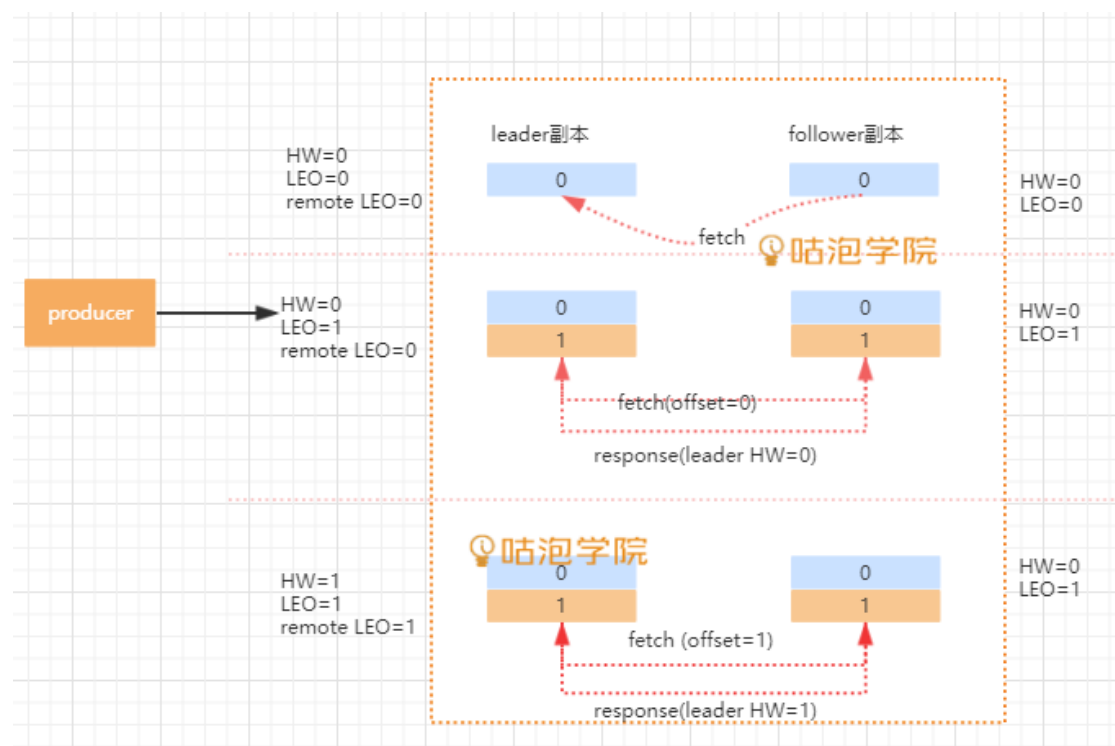 leader副本
follower副本
HW=0
LEO=0
remote LEO=0
0
0
HW=0
LEO=0
fetch
咕泡学院
producer
HW=0
LEO=1
remote LEO=0
0
1
0
1
HW=0
LEO=1
fetch(offset=0)
response(leader HW=0)
咕泡学院
HW=1
LEO=1
remote LEO=1
0
1
0
1
HW=0
LEO=1
fetch (offset=1)
response(leader HW=1)